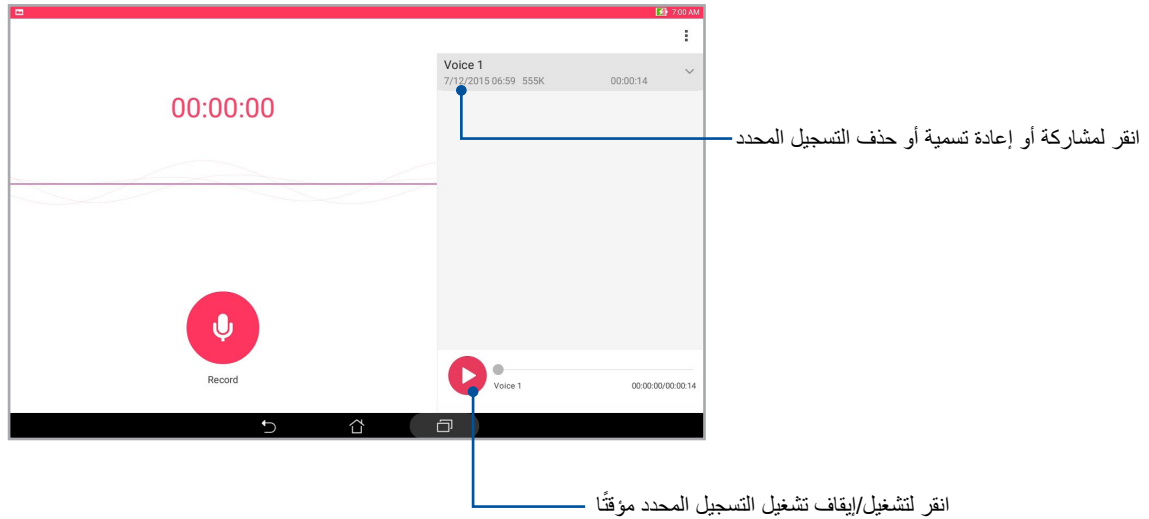 7:00 AM
Voice 1
7/12/2015 06:59 555K 00:00:14
00:00:00
انقر لمشاركة أو إعادة تسمية أو حذف التسجيل المحدد
Record
Voice 1 00:00:00/00:00:14
انقر لتشغيل/إيقاف تشغيل التسجيل المحدد مؤقتًا